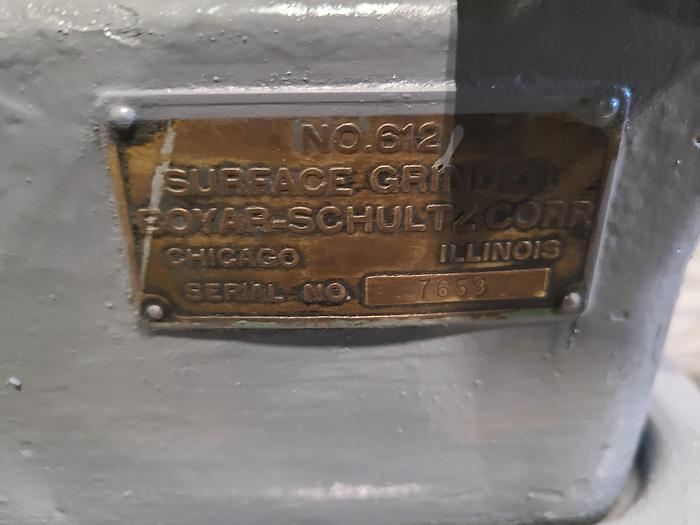 NO. 612
SURFACE GRINDER
BOYAR-SCHULTZ CORP.
CHICAGO ILLINOIS
SERIAL NO. 7659